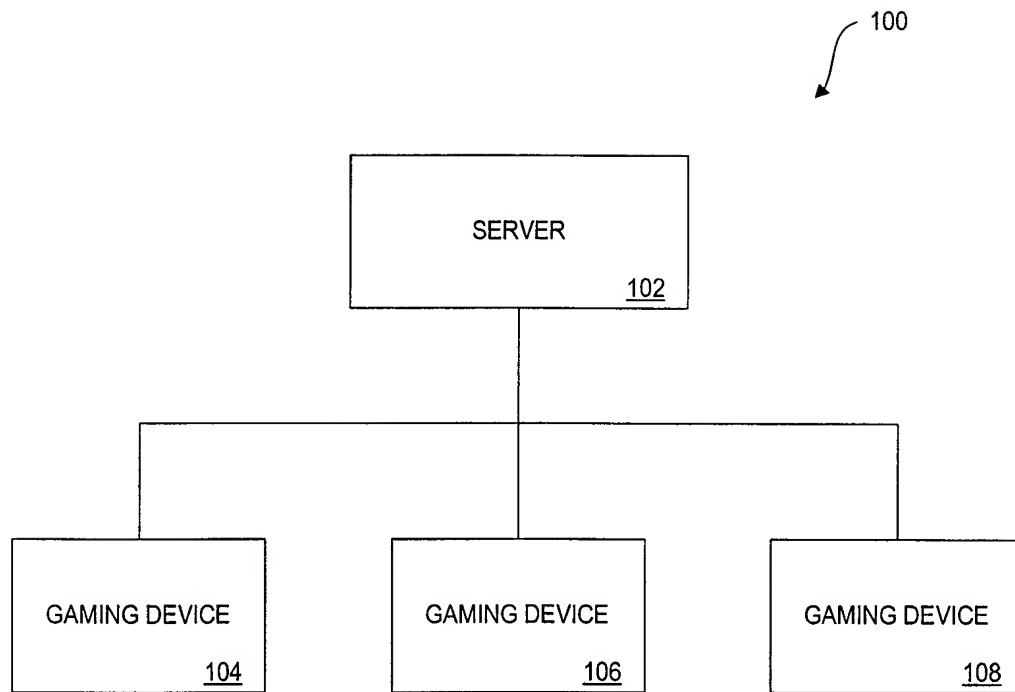 100
SERVER
102
GAMING DEVICE
104
GAMING DEVICE
106
GAMING DEVICE
108